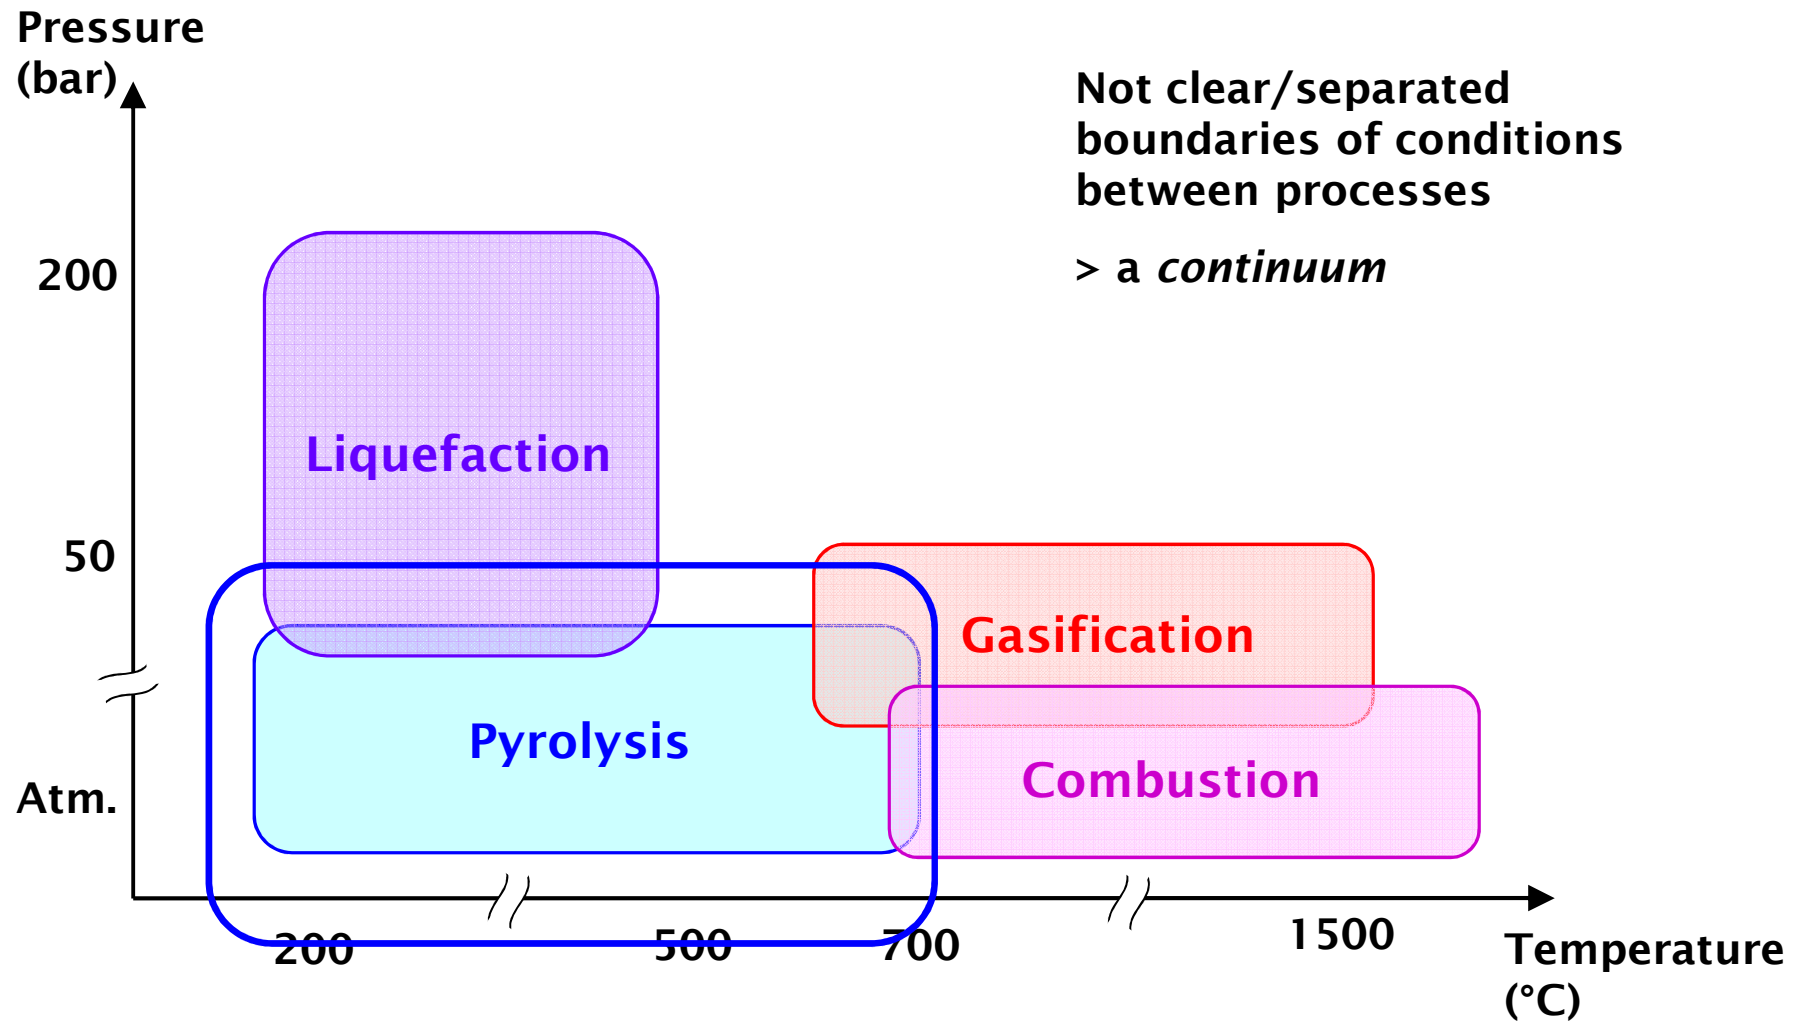 Pressure
(bar)
Not clear/separated
boundaries of conditions
between processes
> a continuum
200
Liquefaction
50
Gasification
Pyrolysis
Combustion
Atm.
200
500
700
1500
Temperature
(°C)